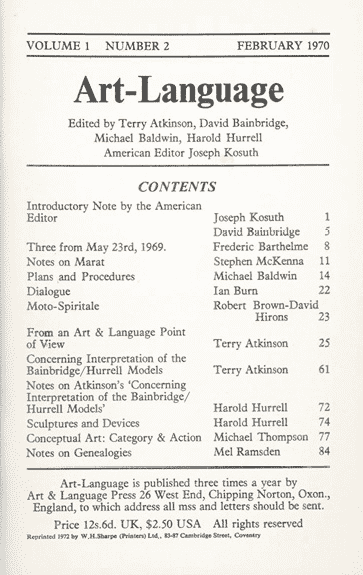 VOLUME 1 NUMBER 2 FEBRUARY 1970
Art-Language
Edited by Terry Atkinson, David Bainbridge,
Michael Baldwin, Harold Hurrell
American Editor Joseph Kosuth
CONTENTS
Introductory Note by the American
Editor Joseph Kosuth 1
David Bainbridge 5
Three from May 23rd, 1969. Frederic Barthelme 8
Notes on Marat Stephen McKenna 11
Plans and Procedures Michael Baldwin 14
Dialogue Ian Burn 22
Moto-Spiritale Robert Brown-David
Hirons 23
From an Art & Language Point
of View Terry Atkinson 25
Concerning Interpretation of the
Bainbridge/Hurrell Models Terry Atkinson 61
Notes on Atkinson's 'Concerning
Interpretation of the Bainbridge/
Hurrell Models' Harold Hurrell 72
Sculptures and Devices Harold Hurrell 74
Conceptual Art: Category & Action Michael Thompson 77
Notes on Genealogies Mel Ramsden 84
Art-Language is published three times a year by
Art & Language Press 26 West End, Chipping Norton, Oxon.,
England, to which address all mss and letters should be sent.
Price 12s.6d. UK, $2.50 USA All rights reserved
Reprinted 1972 by W.H.Sharpe (Printers) Ltd., 83-87 Cambridge Street, Coventry